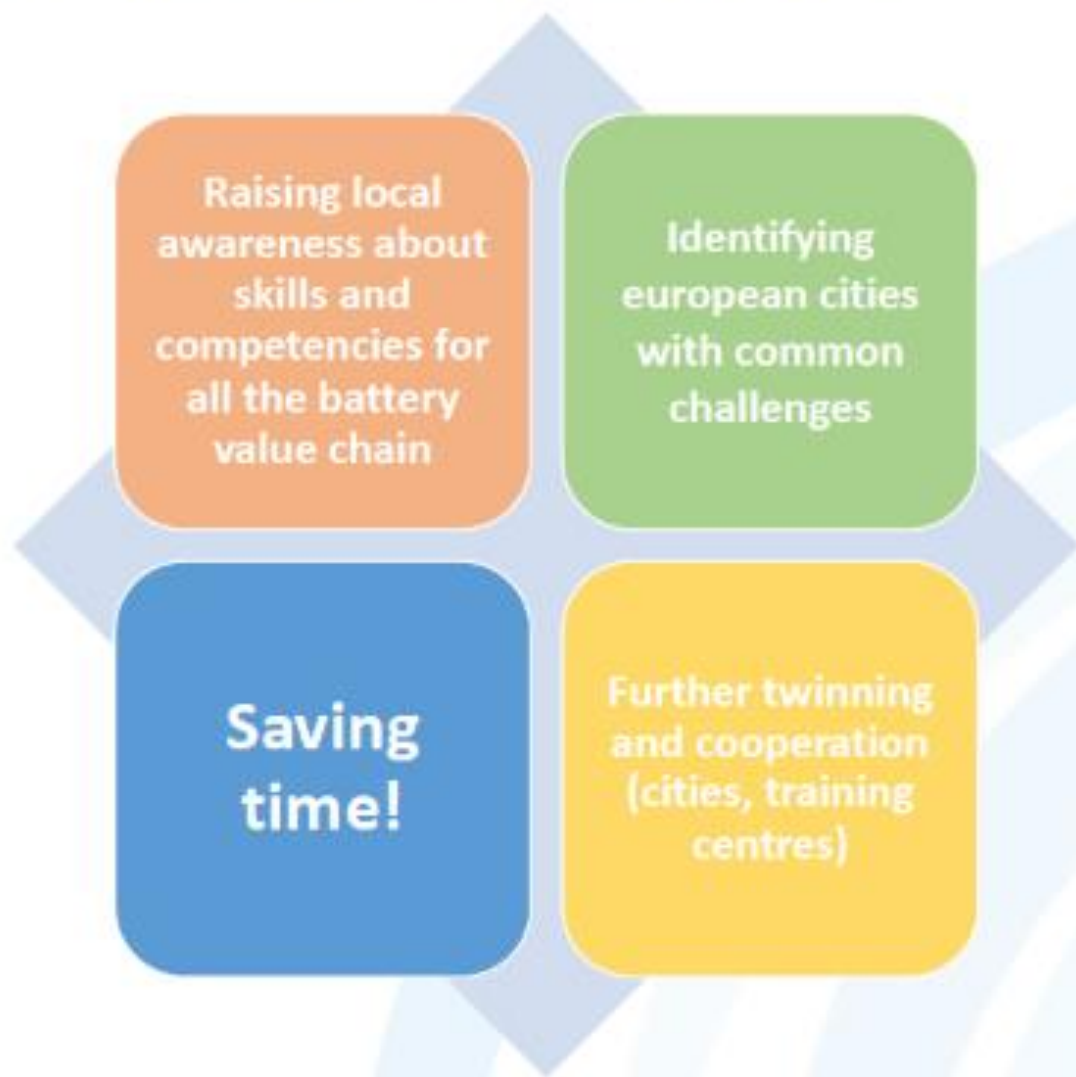 Raising local
awareness about
skills and
competencies for
all the battery
value chain
Identifying
european cities
with common
challenges
Saving
time!
Further twinning
and cooperation
(cities, training
centres)